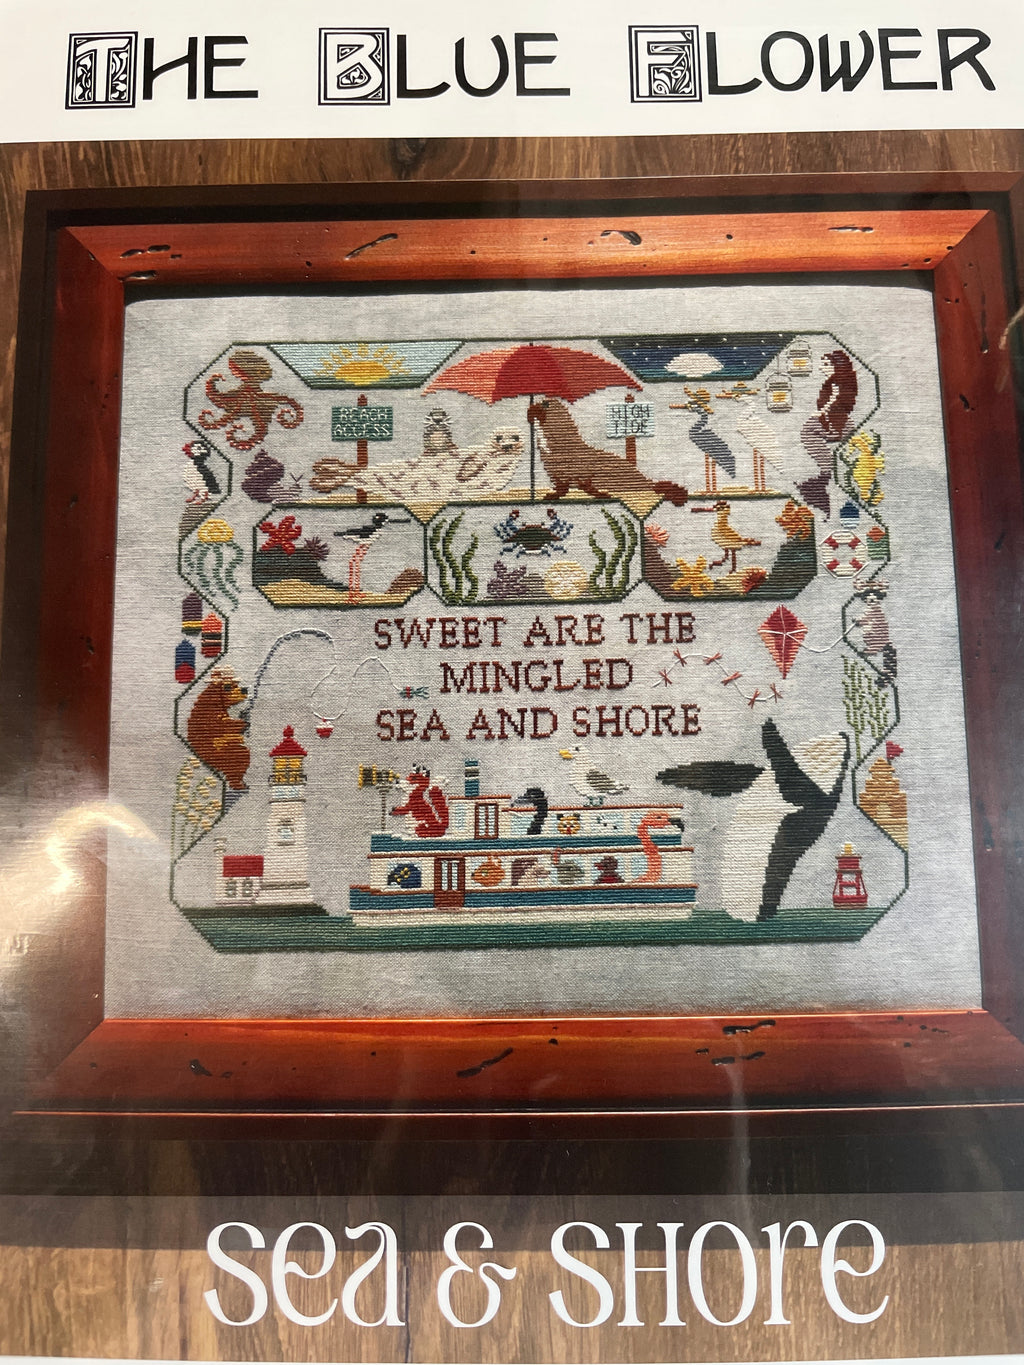 THE BLUE FLOWER
BEACH
ACCESS
HIGH
TIDE
SWEET ARE THE
MINGLED
SEA AND SHORE
sea & sHore